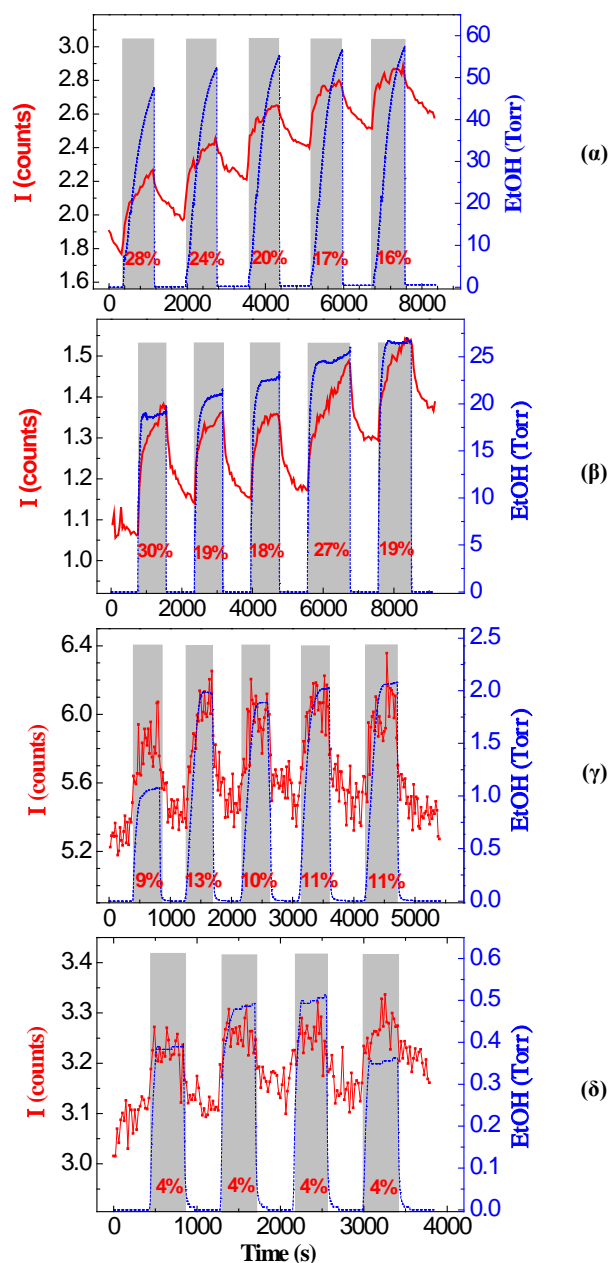 3.0
2.8
2.6
2.4
2.2
2.0
1.8
1.6
I (counts)
60
50
40
30
20
10
0
EtOH (Torr)
28% 24% 20% 17% 16%
0 2000 4000 6000 8000
(α)
1.5
1.4
1.3
1.2
1.1
1.0
I (counts)
25
20
15
10
5
0
EtOH (Torr)
30% 19% 18% 27% 19%
0 2000 4000 6000 8000
(β)
6.4
6.0
5.6
5.2
I (counts)
2.5
2.0
1.5
1.0
0.5
0.0
EtOH (Torr)
9% 13% 10% 11% 11%
0 1000 2000 3000 4000 5000
(γ)
3.4
3.3
3.2
3.1
3.0
I (counts)
0.6
0.5
0.4
0.3
0.2
0.1
0.0
EtOH (Torr)
4% 4% 4% 4%
0 1000 2000 3000 4000
Time (s)
(δ)